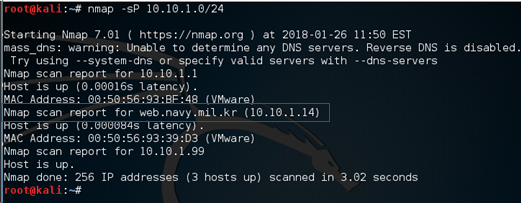 root@kali:~# nmap -sP 10.10.1.0/24
Starting Nmap 7.01 ( https://nmap.org ) at 2018-01-26 11:50 EST
mass_dns: warning: Unable to determine any DNS servers. Reverse DNS is disabled.
Try using --system-dns or specify valid servers with --dns-servers
Nmap scan report for 10.10.1.1
Host is up (0.00016s latency).
MAC Address: 00:50:56:93:BF:48 (VMware)
Nmap scan report for web.navy.mil.kr (10.10.1.14)
Host is up (0.000084s latency).
MAC Address: 00:50:56:93:39:D3 (VMware)
Nmap scan report for 10.10.1.99
Host is up.
Nmap done: 256 IP addresses (3 hosts up) scanned in 3.02 seconds
root@kali:~#